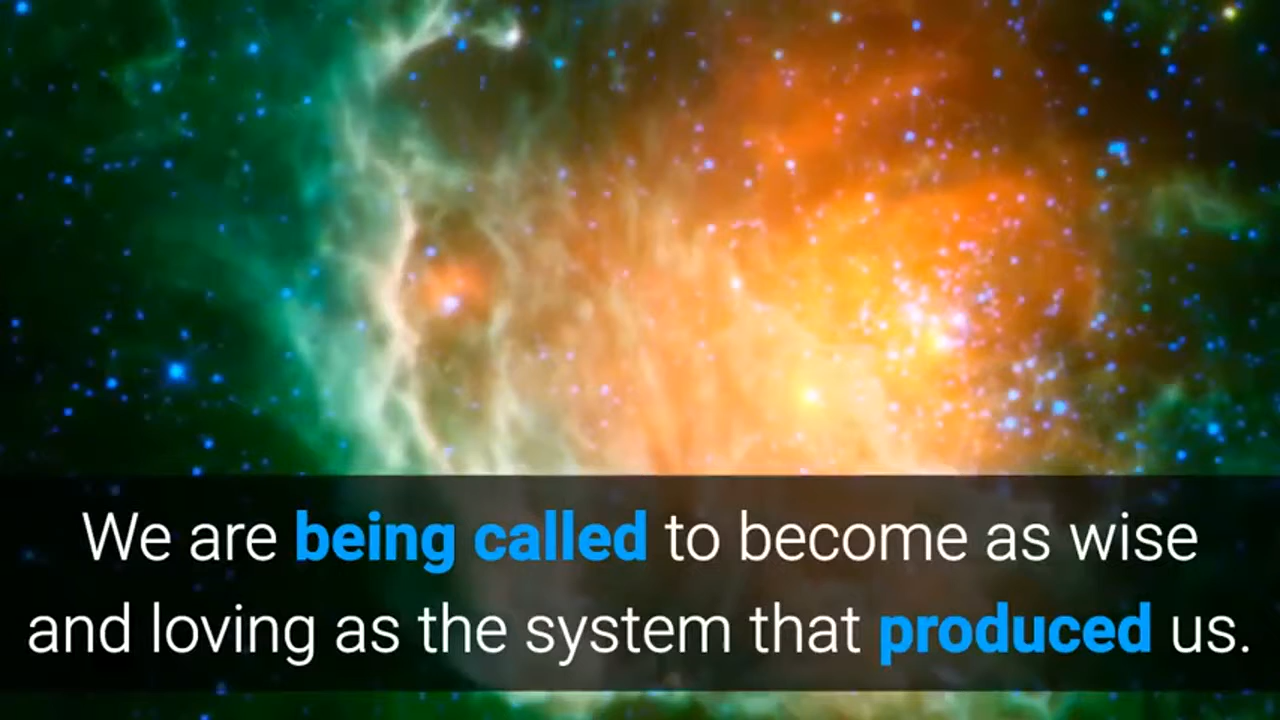 We are being called to become as wise
and loving as the system that produced us.